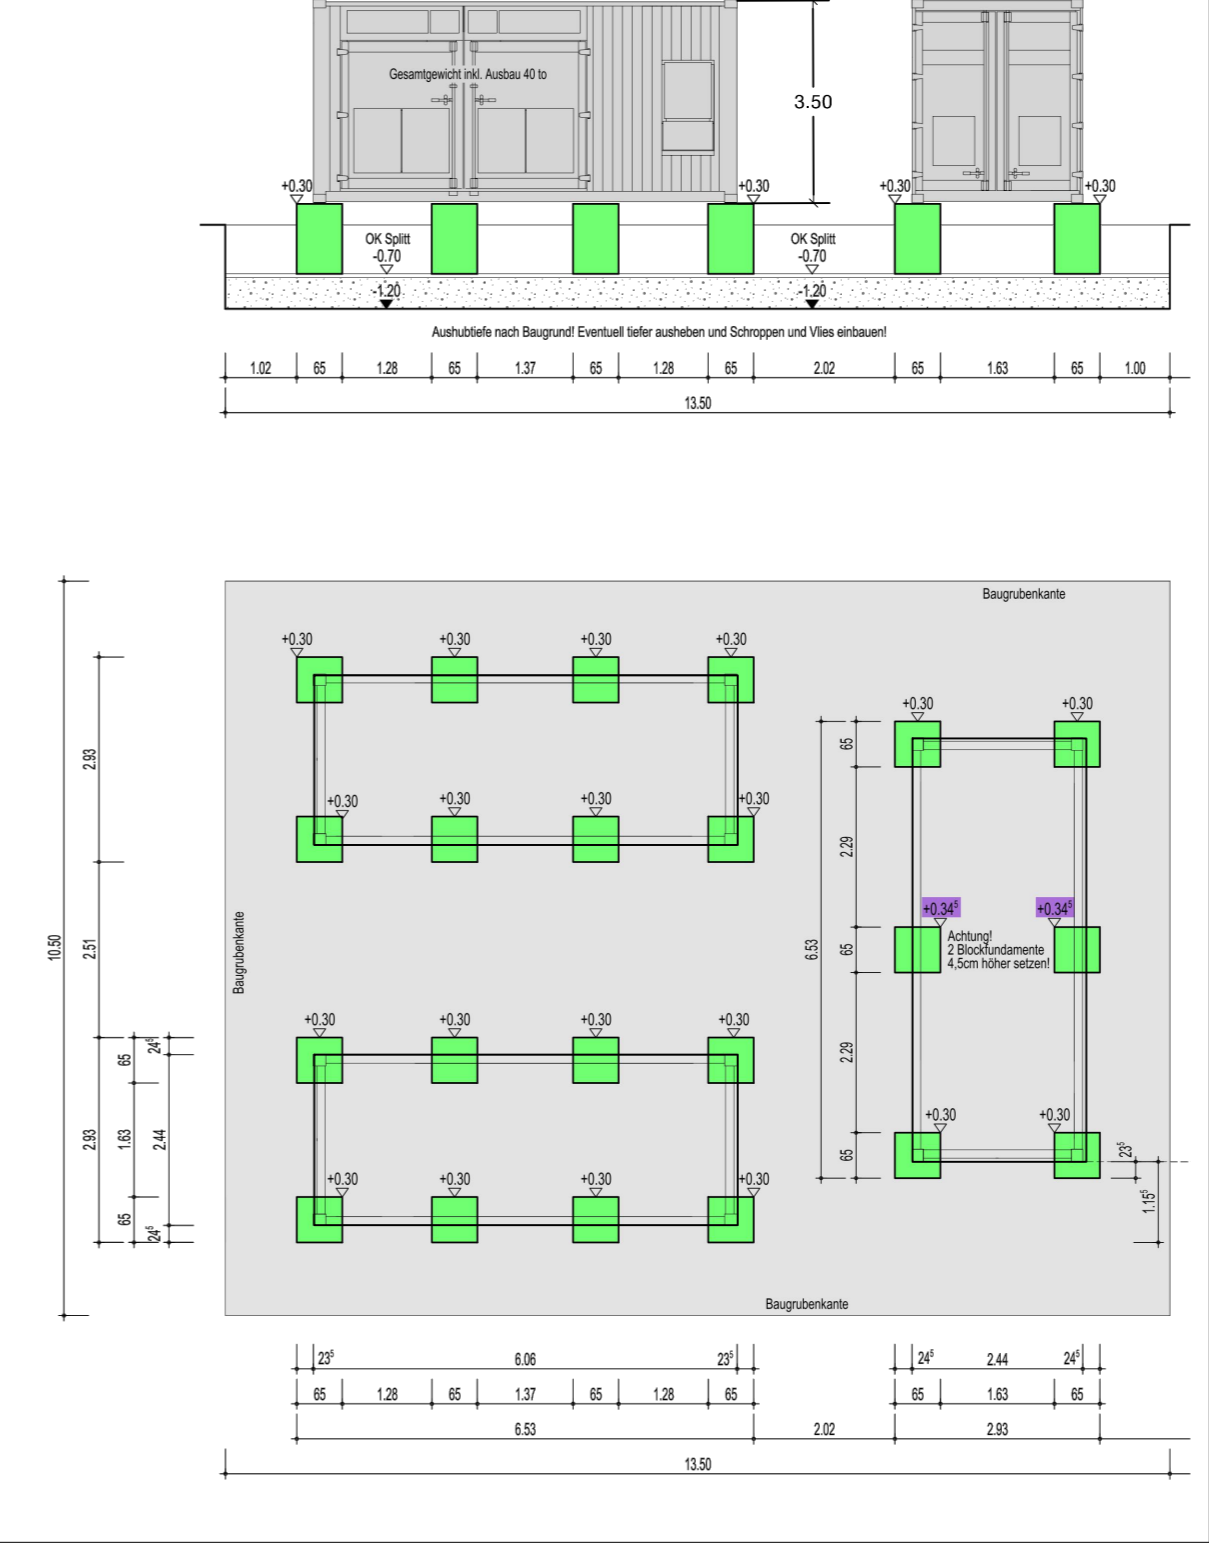 Gesamtgewicht inkl. Ausbau 40 to
3.50
+0.30 +0.30 +0.30 +0.30
OK Splitt OK Splitt
-0.70 -0.70
-1.20 -1.20
Aushubtiefe nach Baugrund! Eventuell tiefer ausheben und Schroppen und Vlies einbauen!
1.02 65 1.28 65 1.37 65 1.28 65 2.02 65 1.63 65 1.00
13.50
Baugrubenkante
+0.30 +0.30 +0.30 +0.30
+0.30 +0.30
65
2.93
+0.30 +0.30 +0.30 +0.30
2.29
+0.34⁵ +0.34⁵
Achtung!
2 Blockfundamente
4,5cm höher setzen!
10.50
2.51
Baugrubenkante
6.53
65
+0.30 +0.30 +0.30 +0.30
65
24⁵
2.29
+0.30 +0.30
2.93
1.63
2.44
65
23⁵
+0.30 +0.30 +0.30 +0.30
1.15⁵
65
24⁵
Baugrubenkante
23⁵ 6.06 23⁵ 24⁵ 2.44 24⁵
65 1.28 65 1.37 65 1.28 65 65 1.63 65
6.53 2.02 2.93
13.50